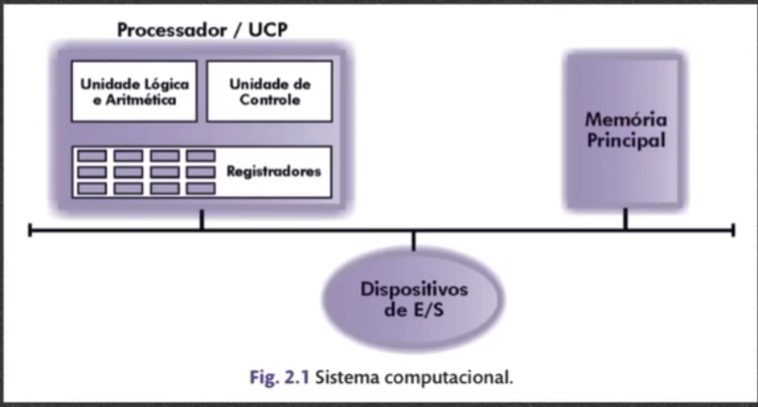 Processador / UCP
Unidade Lógica
e Aritmética
Unidade de
Controle
Registradores
Memória
Principal
Dispositivos
de E/S
Fig. 2.1 Sistema computacional.